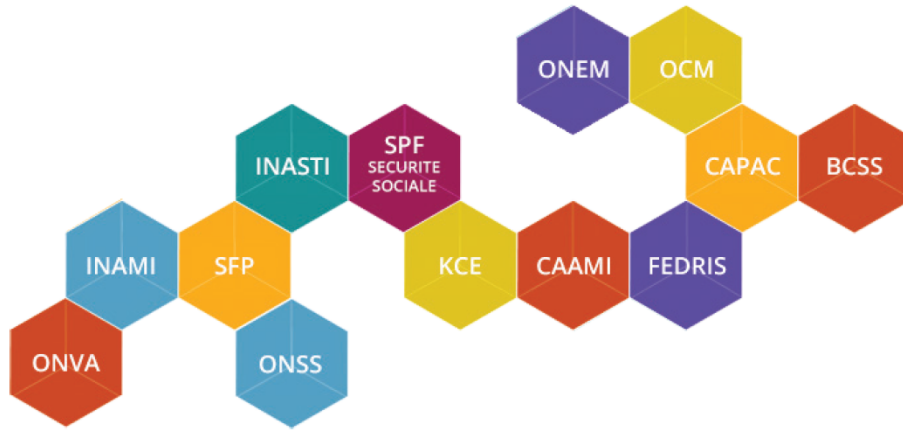 ONEM
OCM
INASTI
SPF
SECURITE
SOCIALE
CAPAC
BCSS
INAMI
SFP
KCE
CAAMI
FEDRIS
ONVA
ONSS